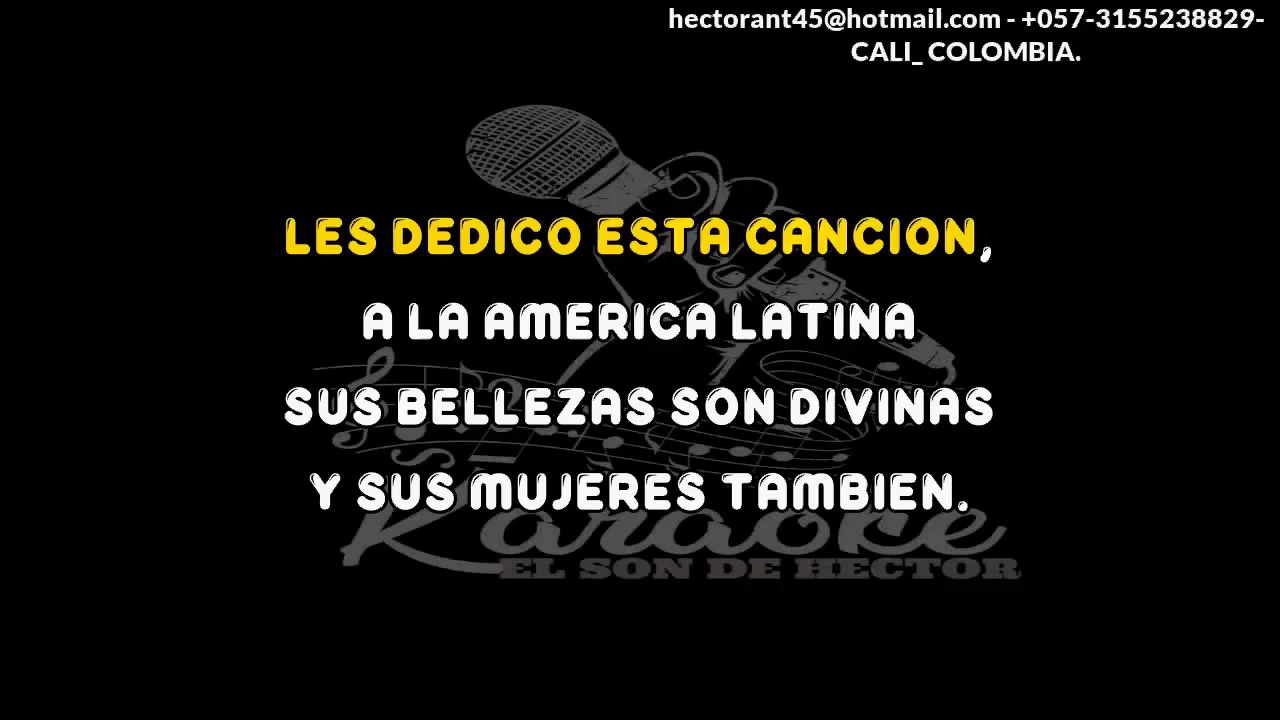 hectorant45@hotmail.com - +057-3155238829-
CALI_ COLOMBIA.
LES DEDICO ESTA CANCION,
A LA AMERICA LATINA
SUS BELLEZAS SON DIVINAS
Y SUS MUJERES TAMBIEN.
Karaoke
EL SON DE HECTOR